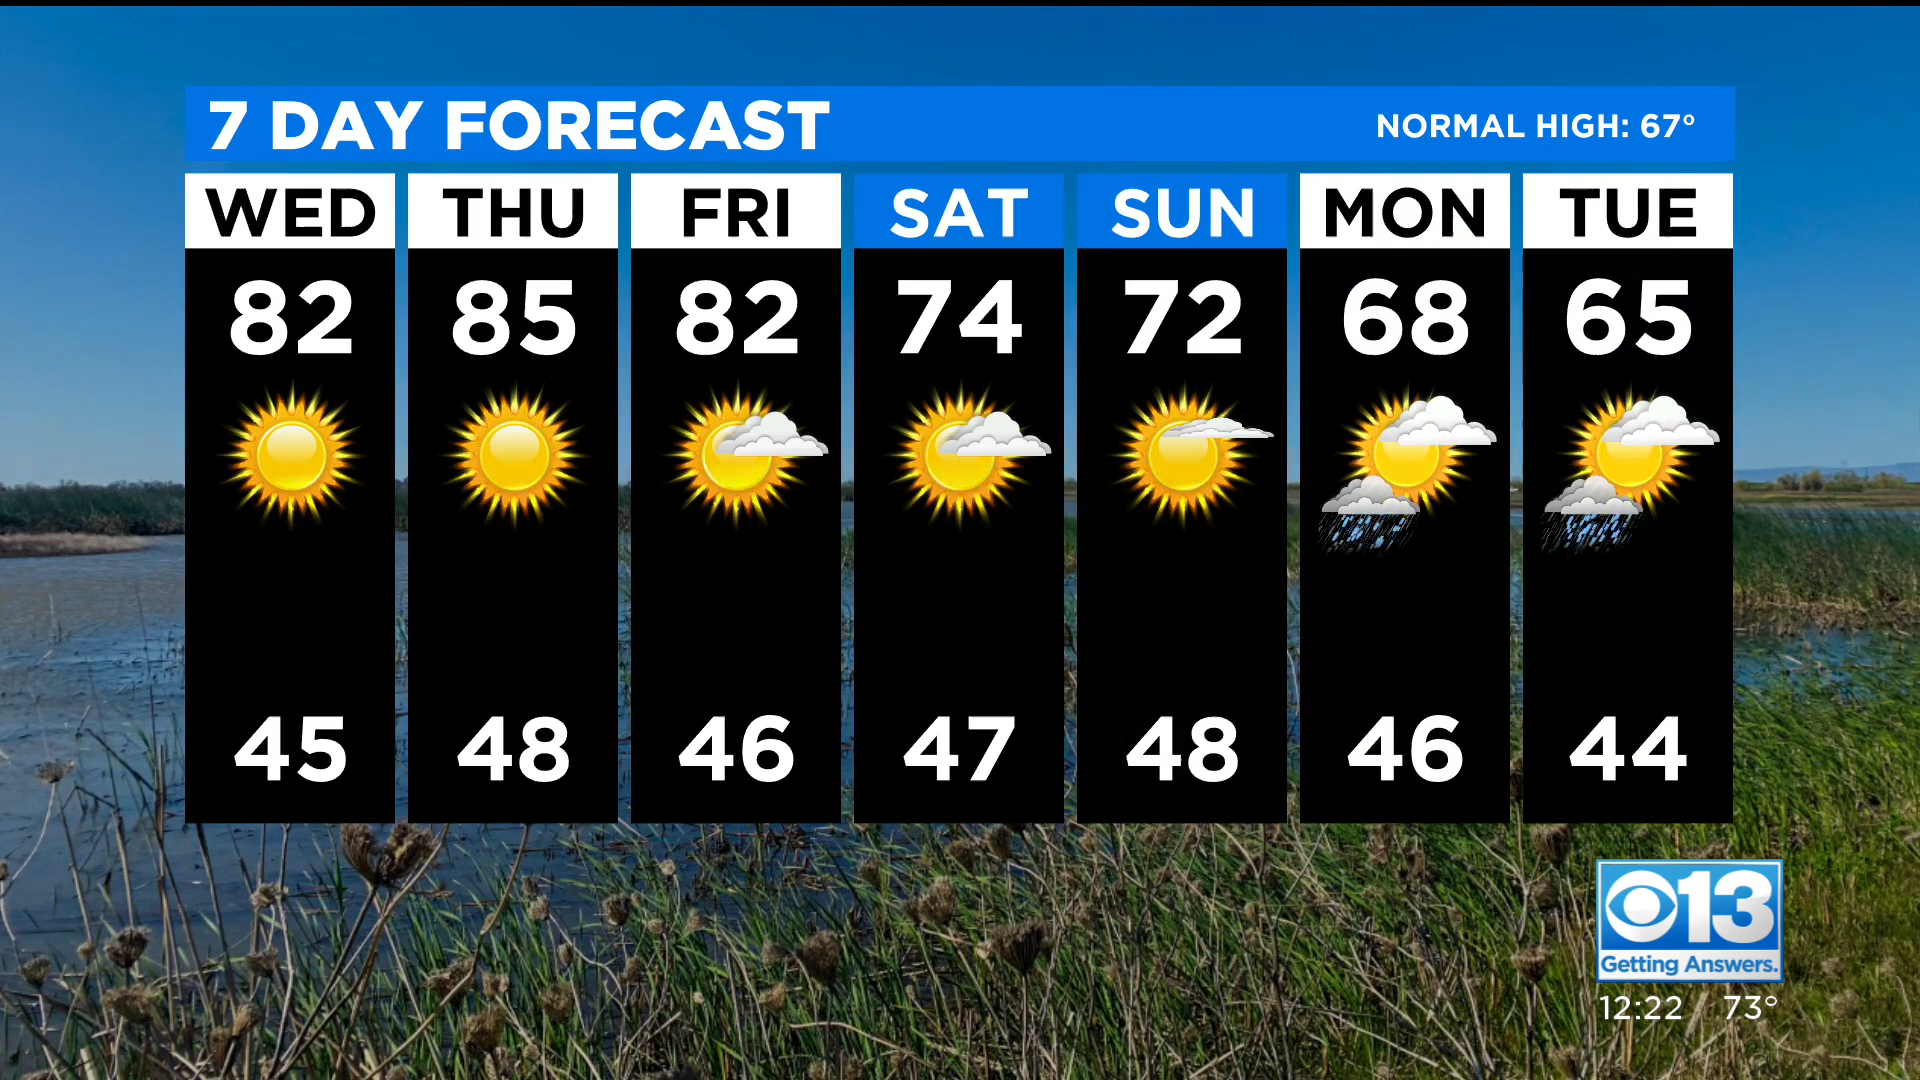 7 DAY FORECAST
NORMAL HIGH: 67°
WED THU FRI SAT SUN MON TUE
82 85 82 74 72 68 65
45 48 46 47 48 46 44
13
Getting Answers.
12:22 73°